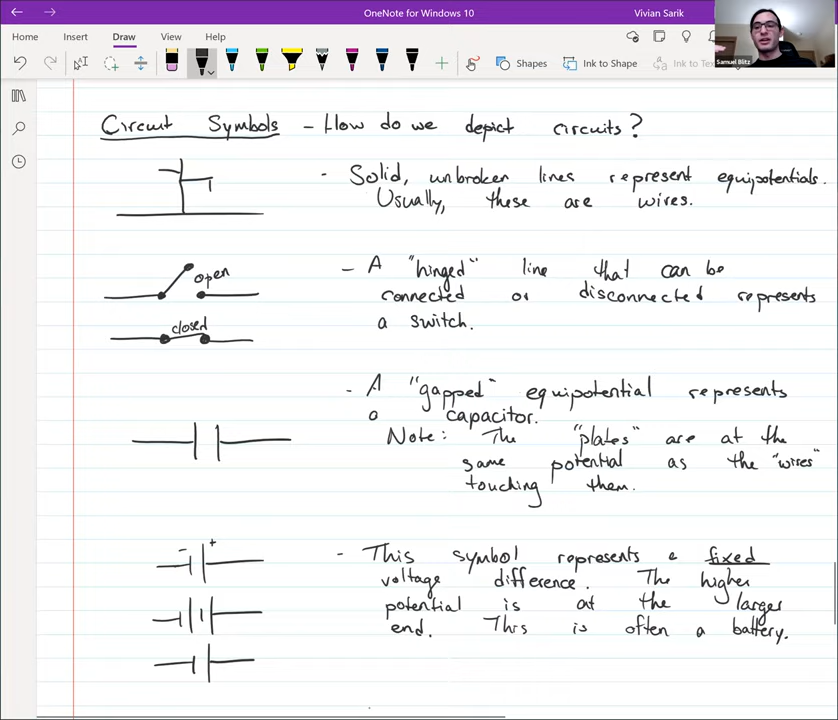 OneNote for Windows 10
Vivian Sarik
Home Insert Draw View Help
Shapes Ink to Shape Ink to Tex
Samuel Blitz
Circuit Symbols - How do we depict circuits?
- Solid, unbroken lines represent equipotentials.
Usually, these are wires.
open
- A "hinged" line that can be
connected or disconnected represents
a switch.
closed
- A "gapped" equipotential represents
a capacitor.
Note: The "plates" are at the
same potential as the "wires"
touching them.
- +
- This symbol represents a fixed
voltage difference. The higher
potential is at the larger
end. This is often a battery.